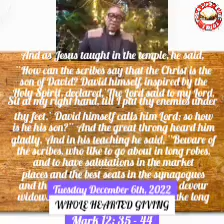 And as Jesus taught in the temple, he said,
"How can the scribes say that the Christ is the
son of David? David himself, inspired by the
Holy Spirit, declared, 'The Lord said to my Lord,
Sit at my right hand, till I put thy enemies under
thy feet.' David himself calls him Lord; so how
is he his son?" And the great throng heard him
gladly. And in his teaching he said, "Beware of
the scribes, who like to go about in long robes,
and to have salutations in the market
places and the best seats in the synagogues
and th devour
widows long
Tuesday December 6th, 2022
WHOLE HEARTED GIVING
Mark 12: 35 - 44